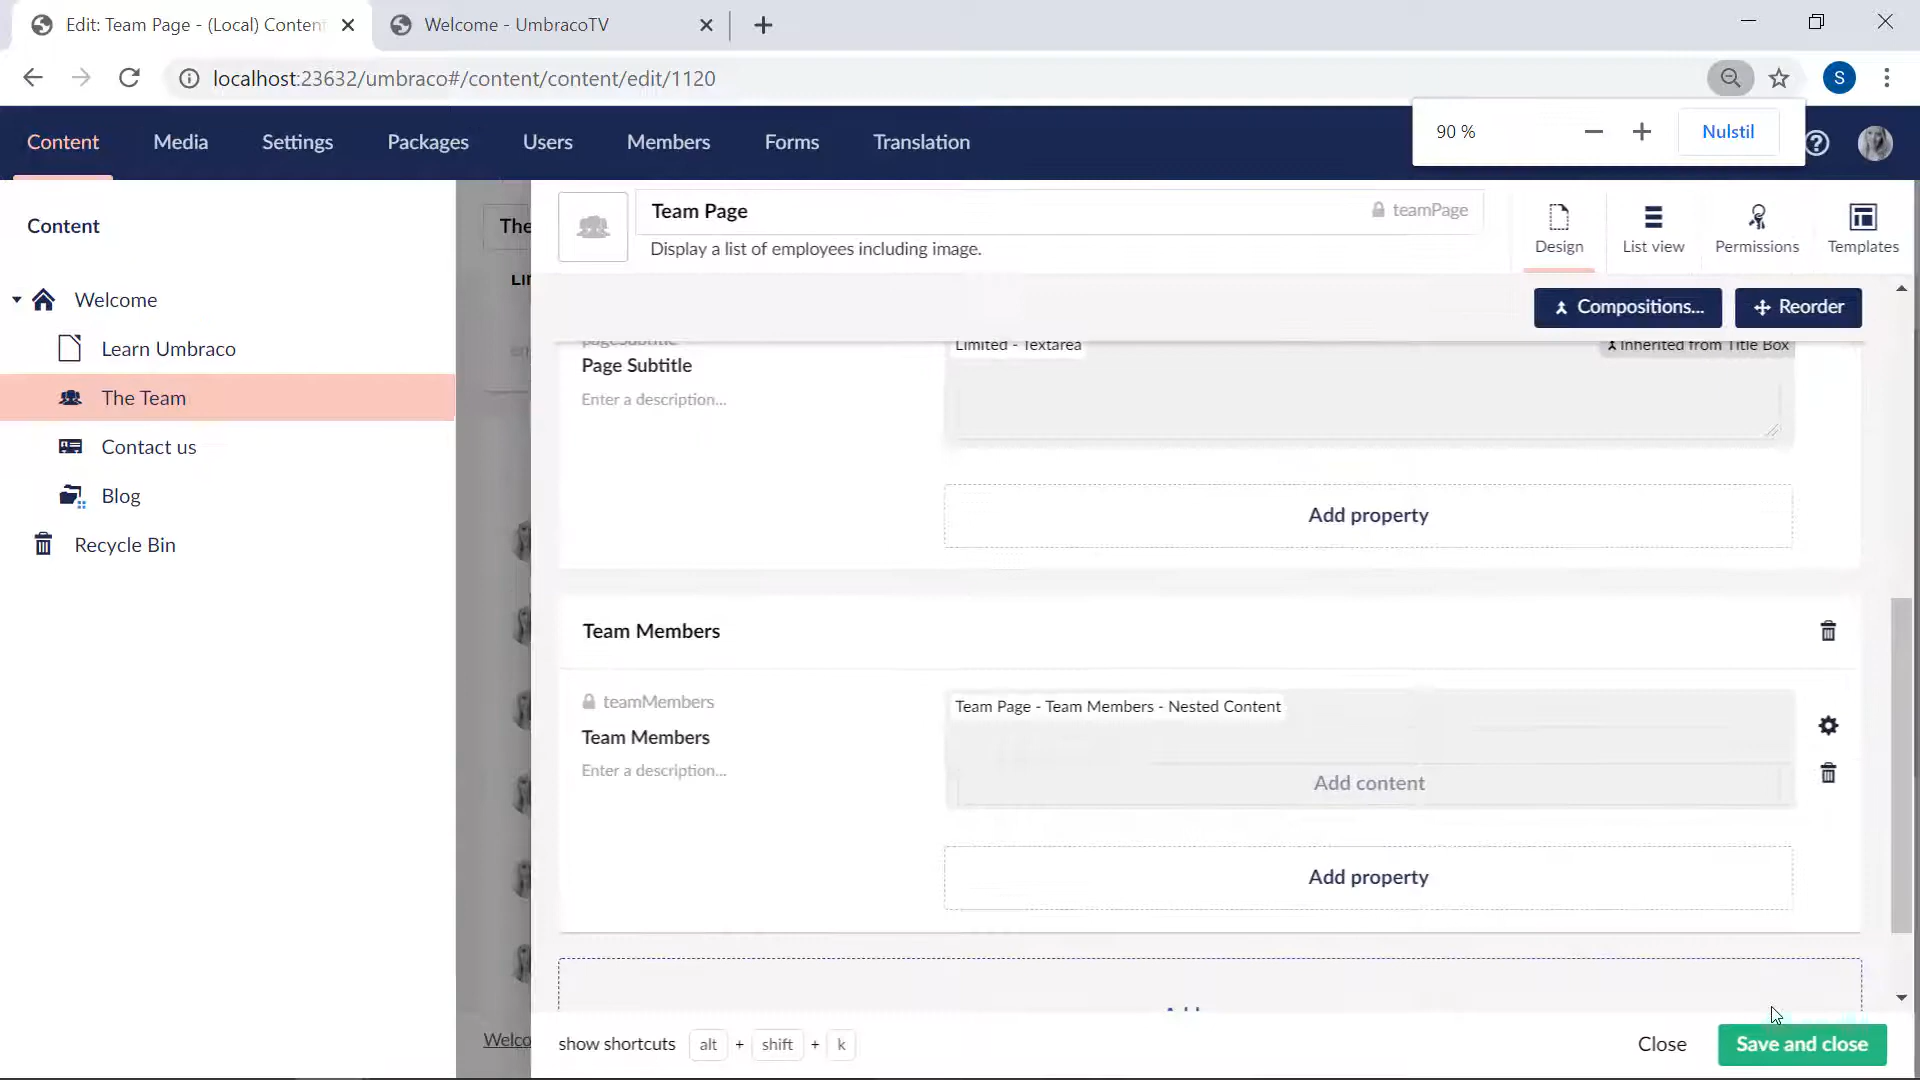 Edit: Team Page - (Local) Content
Welcome - UmbracoTV
localhost:23632/umbraco#/content/content/edit/1120
S
Content
Media
Settings
Packages
Users
Members
Forms
Translation
90 %
Nulstil
Content
Welcome
Learn Umbraco
The Team
Contact us
Blog
Recycle Bin
The
Team Page
teamPage
Display a list of employees including image.
Design
List view
Permissions
Templates
Compositions...
Reorder
pageSubtitle
Limited - Textarea
Inherited from Title Box
Page Subtitle
Enter a description...
Add property
Team Members
teamMembers
Team Page - Team Members - Nested Content
Team Members
Enter a description...
Add content
Add property
Welco
show shortcuts alt + shift + k
Close
Save and close